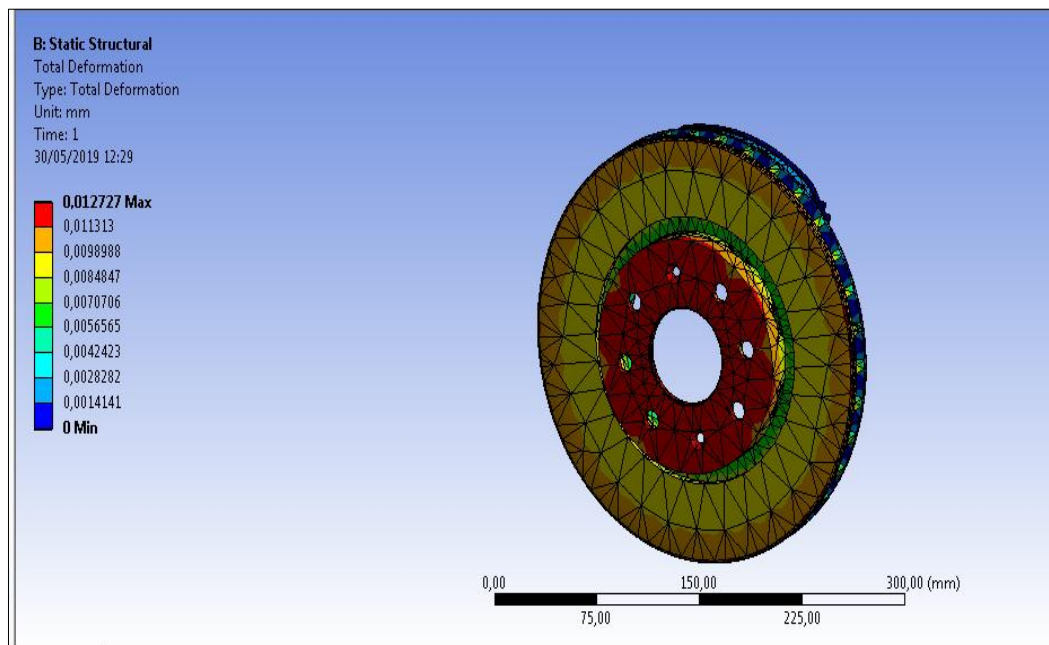 B: Static Structural
Total Deformation
Type: Total Deformation
Unit: mm
Time: 1
30/05/2019 12:29
0,012727 Max
0,011313
0,0098988
0,0084847
0,0070706
0,0056565
0,0042423
0,0028282
0,0014141
0 Min
0,00 150,00 300,00 (mm)
75,00 225,00